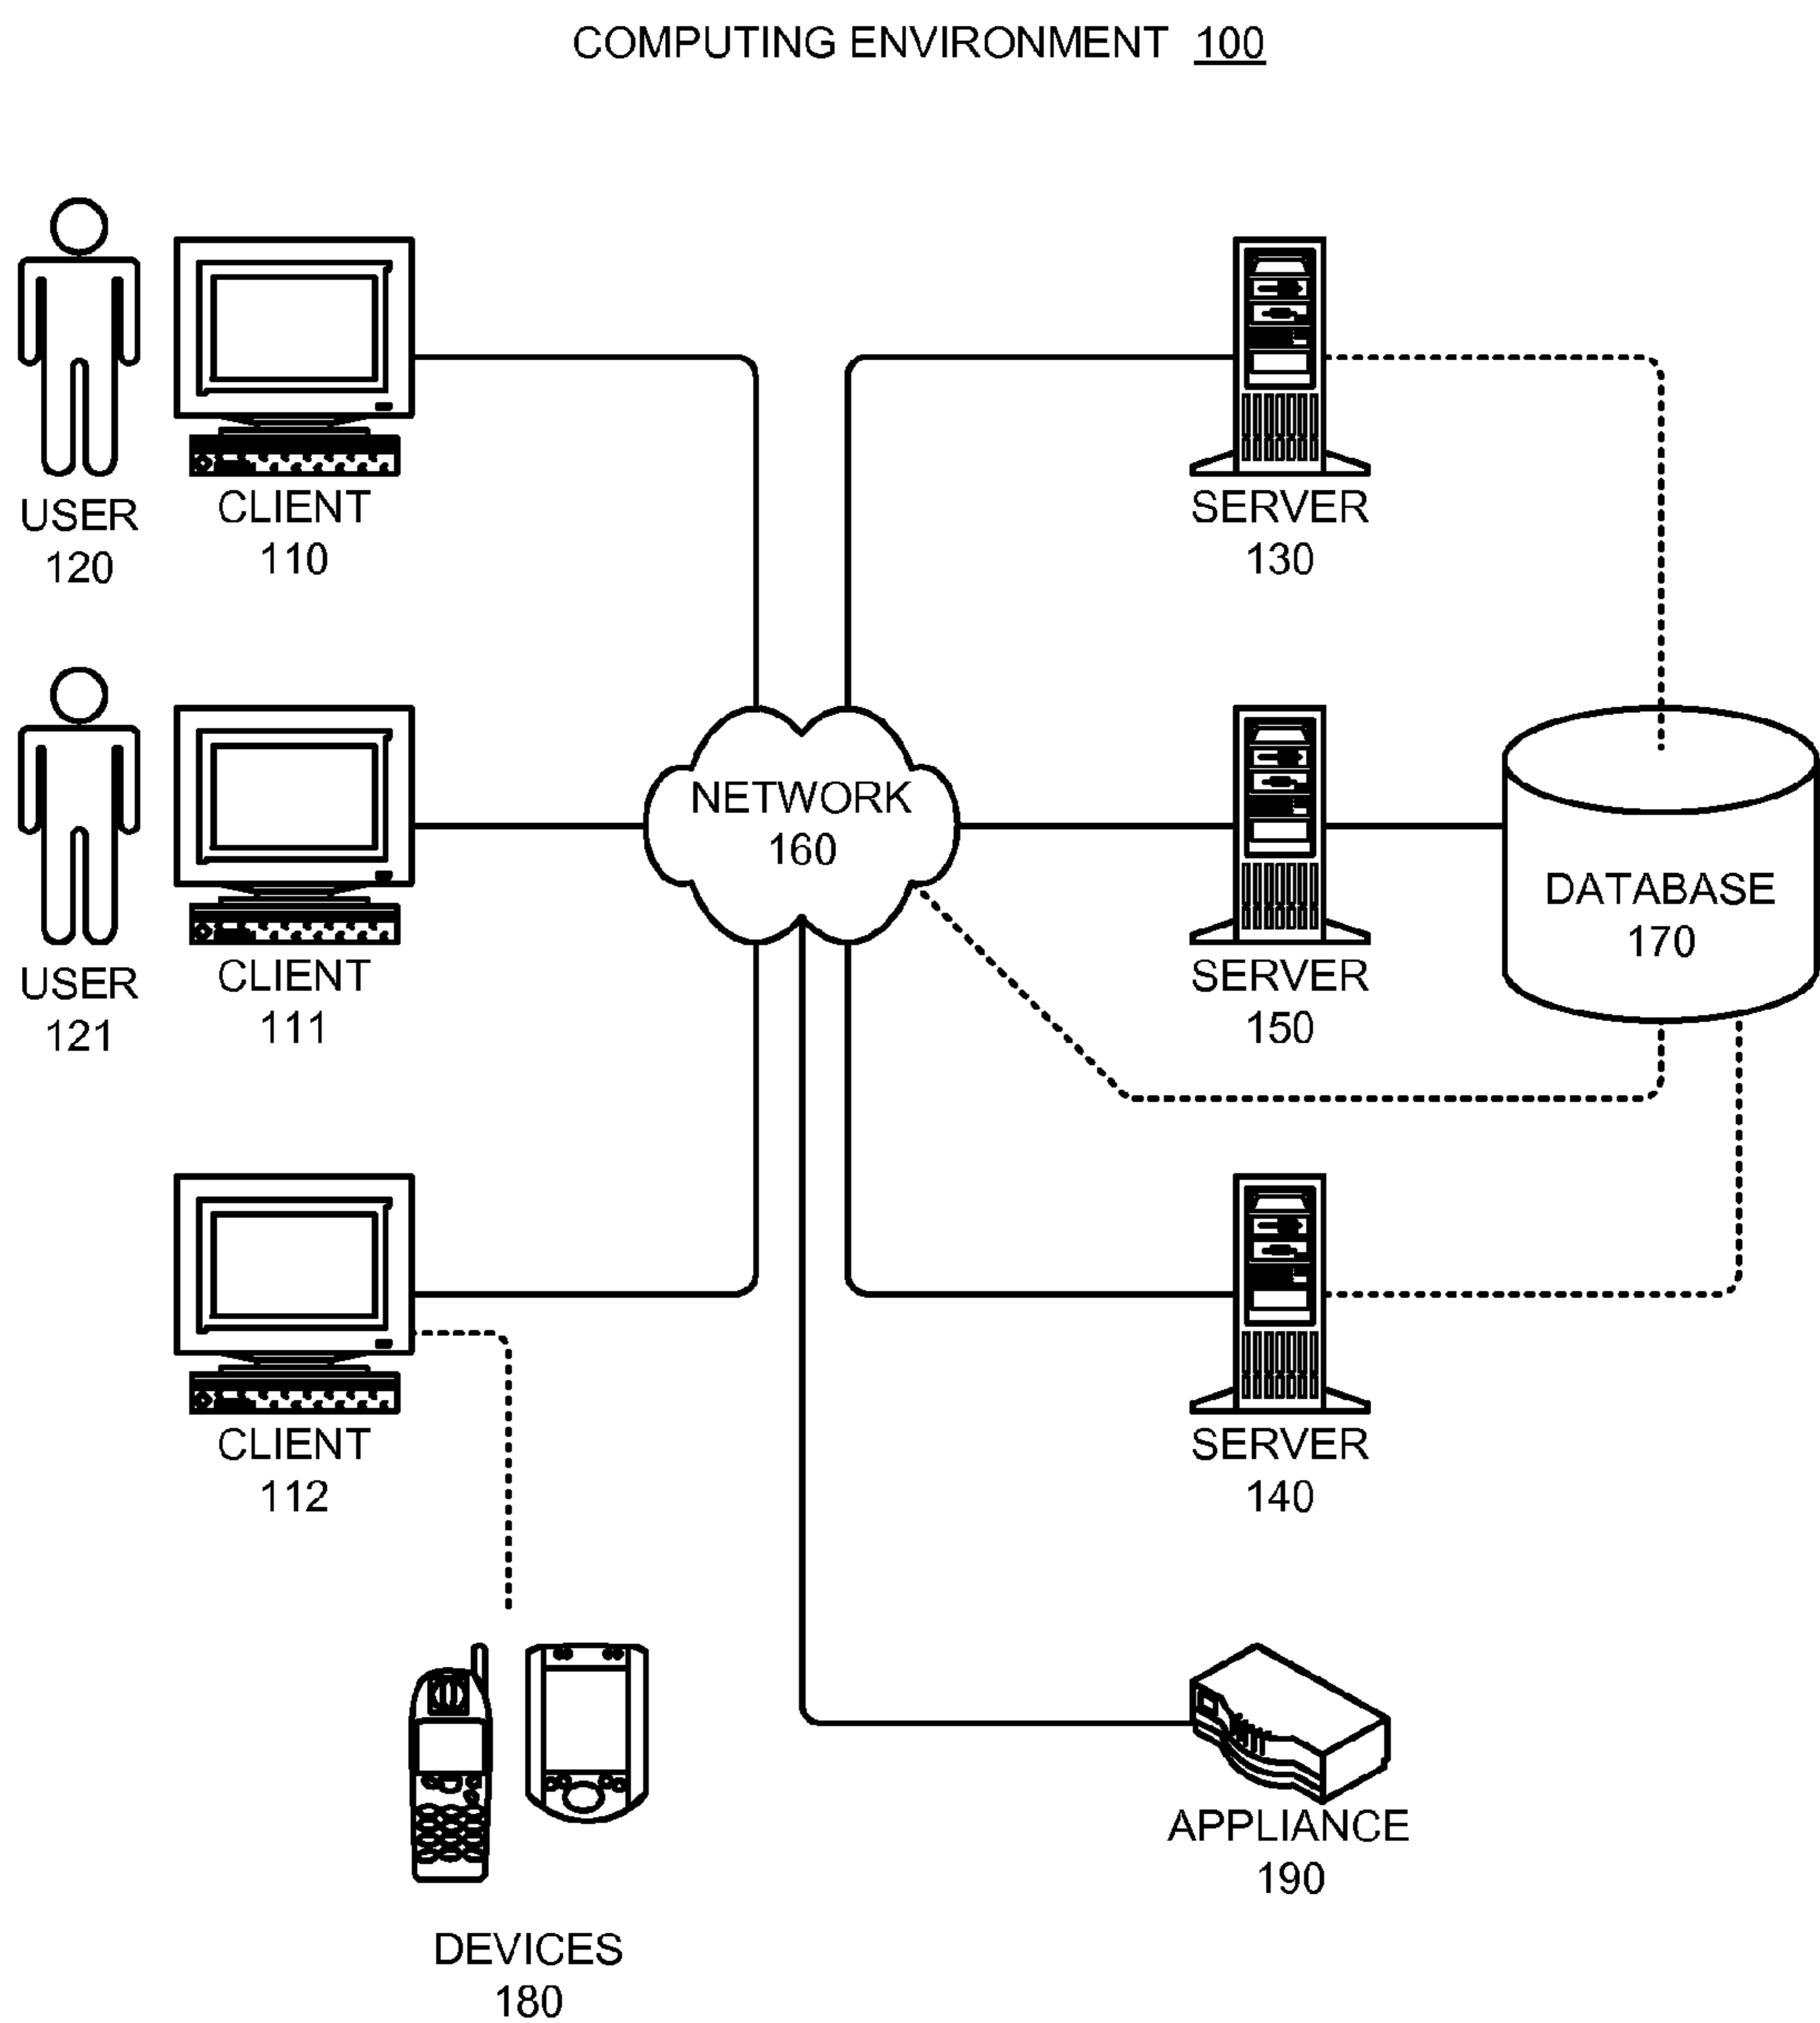 COMPUTING ENVIRONMENT 100
USER
120
CLIENT
110
SERVER
130
NETWORK
160
USER
121
CLIENT
111
SERVER
150
DATABASE
170
CLIENT
112
SERVER
140
DEVICES
180
APPLIANCE
190